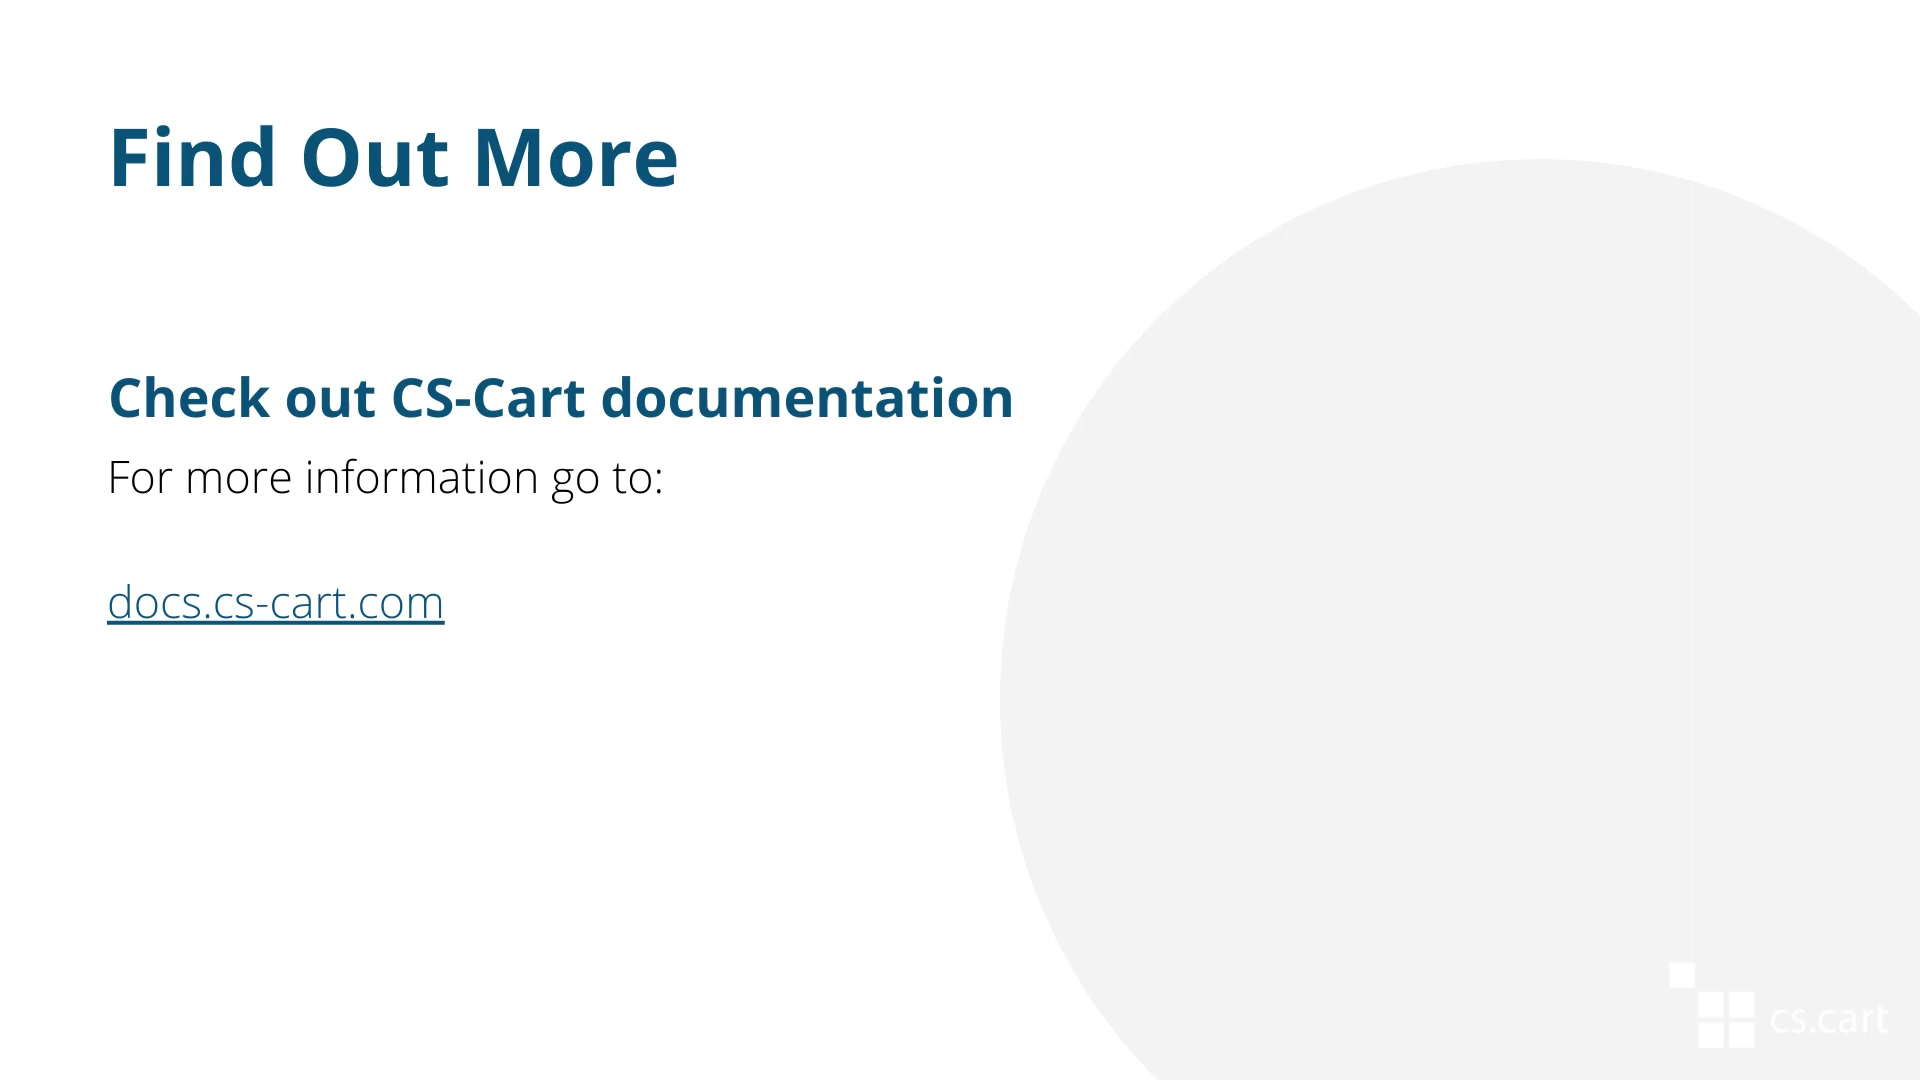 Find Out More
Check out CS-Cart documentation
For more information go to:
docs.cs-cart.com
cs.cart